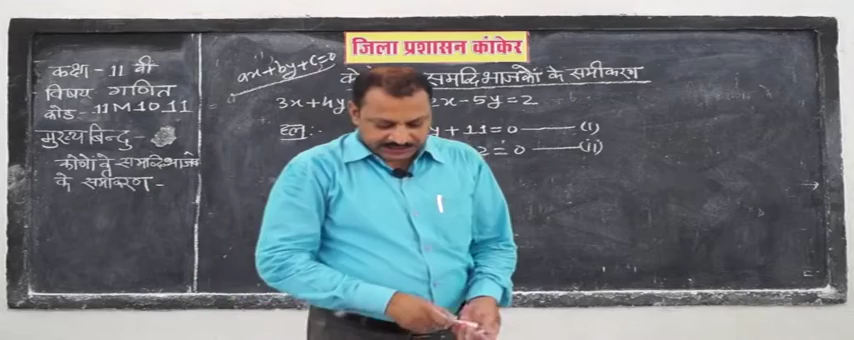 जिला प्रशासन कांकेर
कक्षा - 11 वी
विषय गणित
कोड - 11M1011
मुख्य बिन्दु -
कोणों के समद्विभाजको
के समीकरण -
ax+by+c=0
के समद्विभाजकों के समीकरण
3x+4y 2x-5y=2
हल:-
y+11=0 (i)
2=0 (ii)